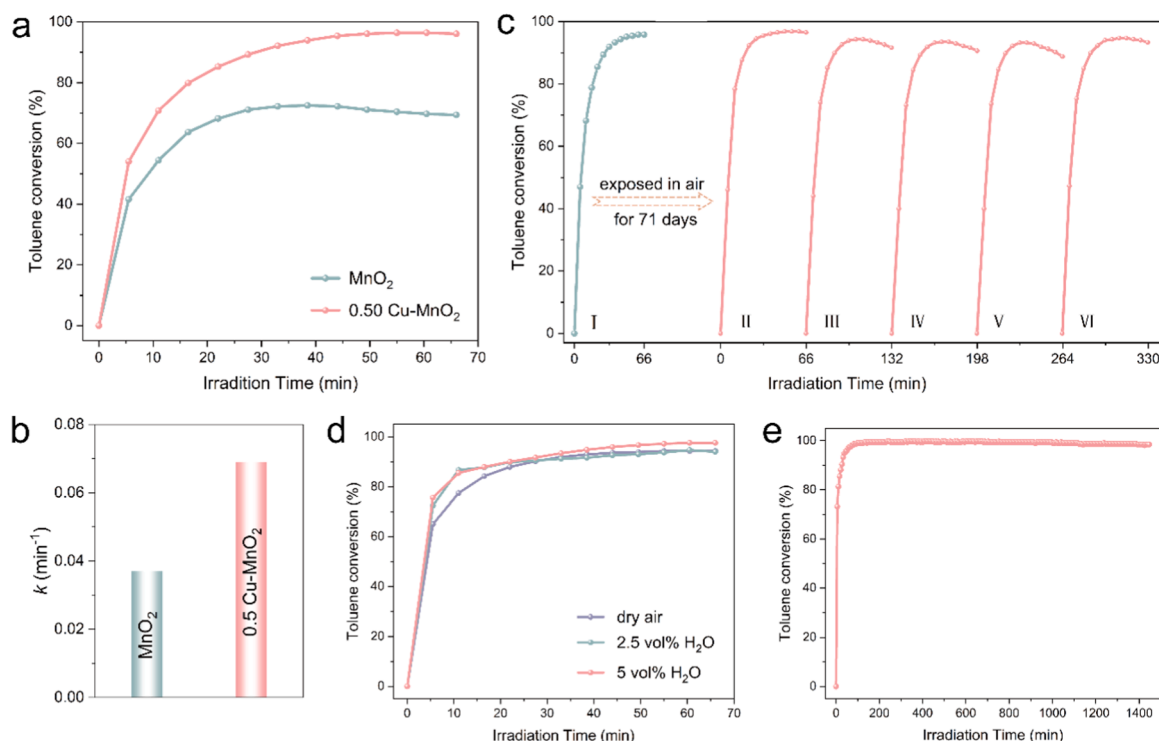 a
Toluene conversion (%)
100
80
60
40
20
0
MnO₂
0.50 Cu-MnO₂
0 10 20 30 40 50 60 70
Irradition Time (min)
c
Toluene conversion (%)
100
80
60
40
20
0
exposed in air
for 71 days
I II III IV V VI
0 66 0 66 132 198 264 330
Irradiation Time (min)
b
k (min⁻¹)
0.08
0.06
0.04
0.02
0.00
MnO₂
0.5 Cu-MnO₂
d
Toluene conversion (%)
100
80
60
40
20
0
dry air
2.5 vol% H₂O
5 vol% H₂O
0 10 20 30 40 50 60 70
Irradiation Time (min)
e
Toluene conversion (%)
100
80
60
40
20
0
0 200 400 600 800 1000 1200 1400
Irradiation Time (min)